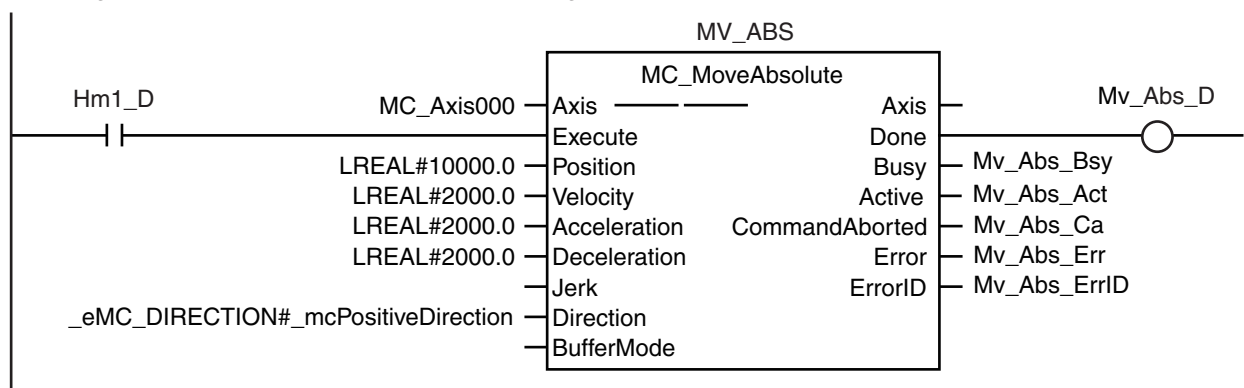 MV_ABS
MC_MoveAbsolute
Hm1_D MC_Axis000 Axis Axis Mv_Abs_D
Execute Done
LREAL#10000.0 Position Busy Mv_Abs_Bsy
LREAL#2000.0 Velocity Active Mv_Abs_Act
LREAL#2000.0 Acceleration CommandAborted Mv_Abs_Ca
LREAL#2000.0 Deceleration Error Mv_Abs_Err
Jerk ErrorID Mv_Abs_ErrID
_eMC_DIRECTION#_mcPositiveDirection Direction
BufferMode